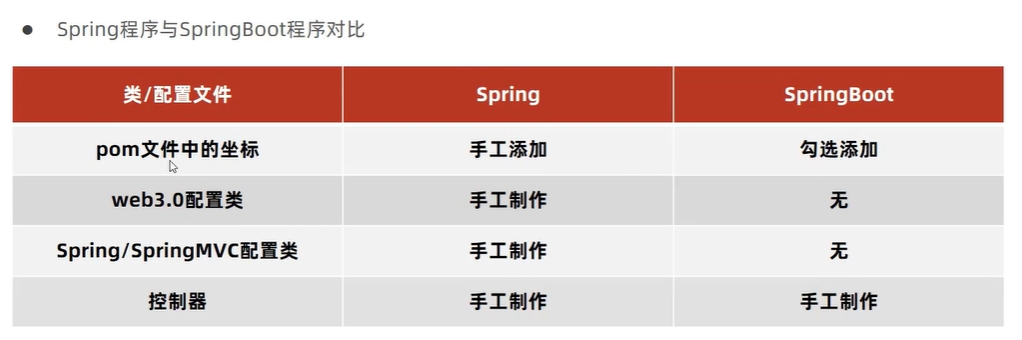 Spring程序与SpringBoot程序对比
类/配置文件 Spring SpringBoot
pom文件中的坐标 手工添加 勾选添加
web3.0配置类 手工制作 无
Spring/SpringMVC配置类 手工制作 无
控制器 手工制作 手工制作